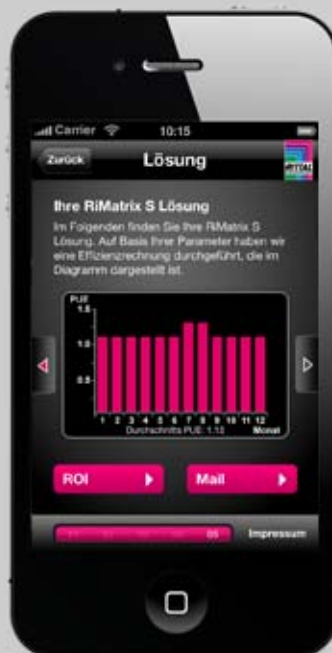 Carrier 10:15
Zurück Lösung RITTAL
Ihre RiMatrix S Lösung
Im Folgenden finden Sie Ihre RiMatrix S
Lösung. Auf Basis Ihrer Parameter haben wir
eine Effizienzrechnung durchgeführt, die im
Diagramm dargestellt ist.
PUE
1.5
1.0
0.5
1 2 3 4 5 6 7 8 9 10 11 12
Durchschnitts PUE: 1.13 Monat
ROI Mail
05 Impressum